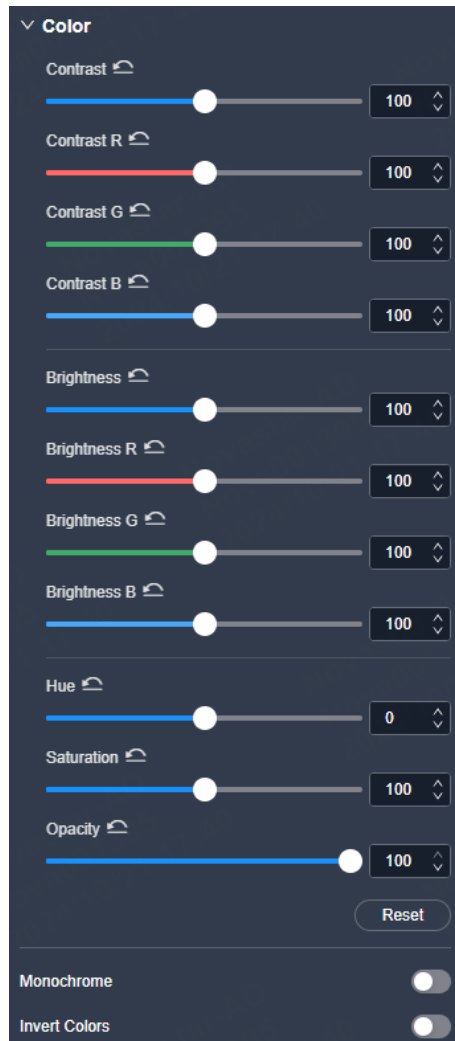 Color
Contrast
100
Contrast R
100
Contrast G
100
Contrast B
100
Brightness
100
Brightness R
100
Brightness G
100
Brightness B
100
Hue
0
Saturation
100
Opacity
100
Reset
Monochrome
Invert Colors